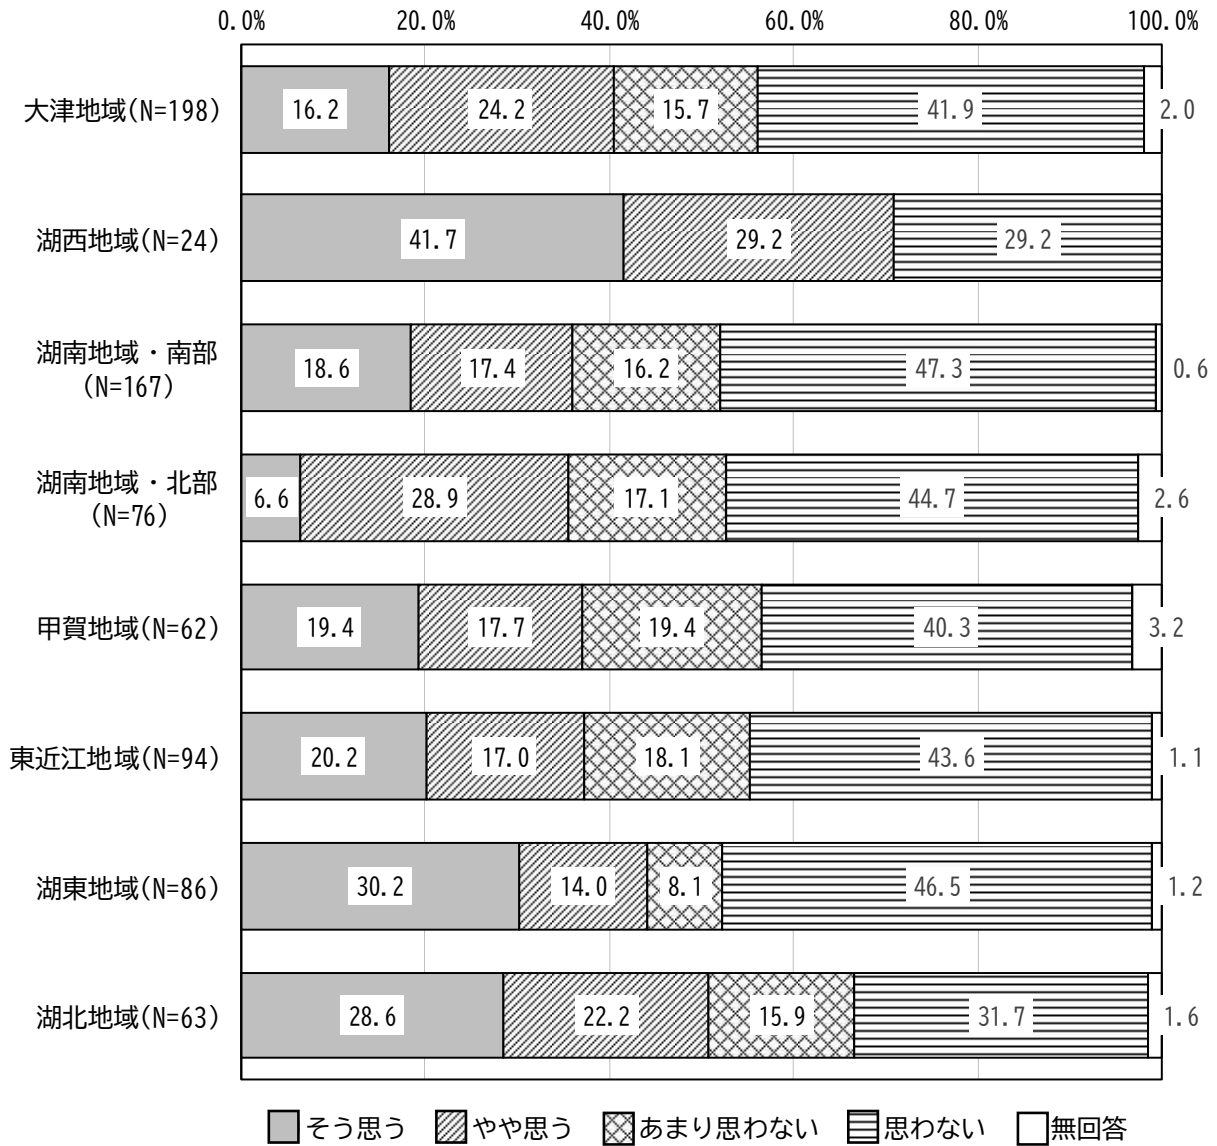 0.0% 20.0% 40.0% 60.0% 80.0% 100.0%
大津地域(N=198) 16.2 24.2 15.7 41.9 2.0
湖西地域(N=24) 41.7 29.2 29.2
湖南地域・南部
(N=167) 18.6 17.4 16.2 47.3 0.6
湖南地域・北部
(N=76) 6.6 28.9 17.1 44.7 2.6
甲賀地域(N=62) 19.4 17.7 19.4 40.3 3.2
東近江地域(N=94) 20.2 17.0 18.1 43.6 1.1
湖東地域(N=86) 30.2 14.0 8.1 46.5 1.2
湖北地域(N=63) 28.6 22.2 15.9 31.7 1.6
そう思う やや思う あまり思わない 思わない 無回答